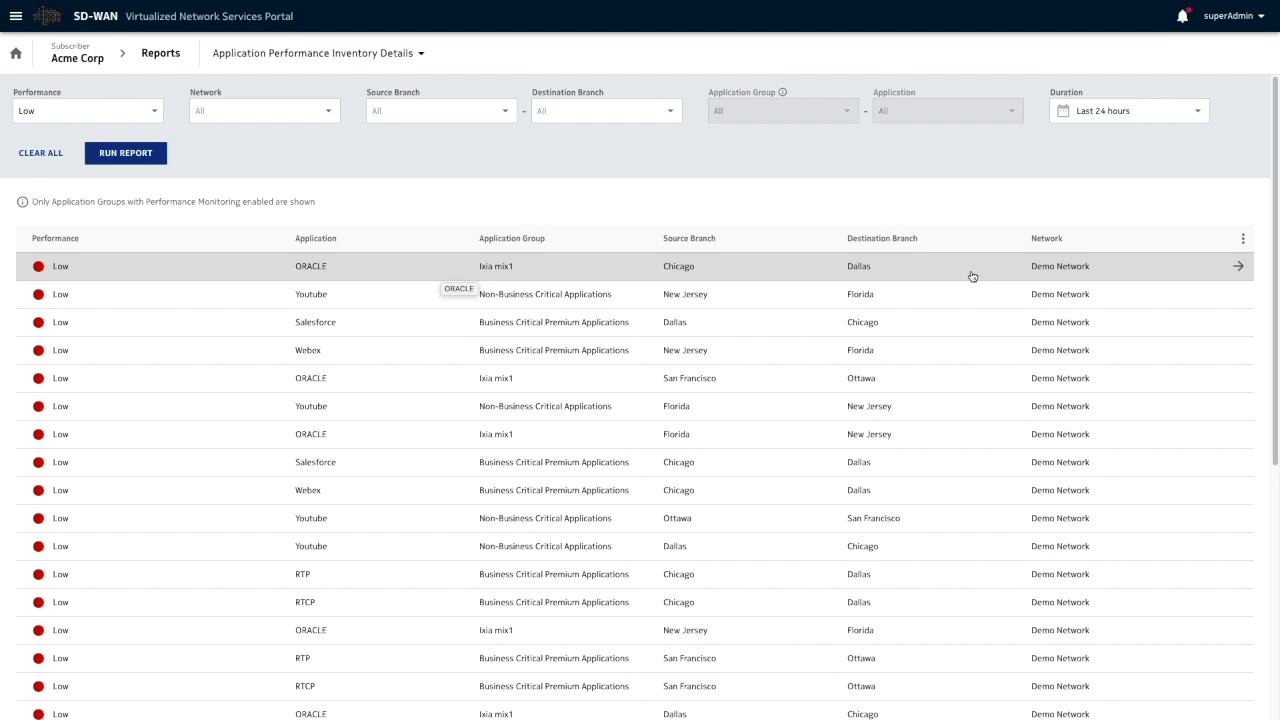 SD-WAN Virtualized Network Services Portal superAdmin
Subscriber
Acme Corp Reports Application Performance Inventory Details
Performance Network Source Branch Destination Branch Application Group Application Duration
Low All All - All All - All Last 24 hours
CLEAR ALL RUN REPORT
Only Application Groups with Performance Monitoring enabled are shown
Performance Application Application Group Source Branch Destination Branch Network
Low ORACLE Ixia mix1 Chicago Dallas Demo Network
ORACLE
Low Youtube Non-Business Critical Applications New Jersey Florida Demo Network
Low Salesforce Business Critical Premium Applications Dallas Chicago Demo Network
Low Webex Business Critical Premium Applications New Jersey Florida Demo Network
Low ORACLE Ixia mix1 San Francisco Ottawa Demo Network
Low Youtube Non-Business Critical Applications Florida New Jersey Demo Network
Low ORACLE Ixia mix1 Florida New Jersey Demo Network
Low Salesforce Business Critical Premium Applications Chicago Dallas Demo Network
Low Webex Business Critical Premium Applications Chicago Dallas Demo Network
Low Youtube Non-Business Critical Applications Ottawa San Francisco Demo Network
Low Youtube Non-Business Critical Applications Dallas Chicago Demo Network
Low RTP Business Critical Premium Applications Chicago Dallas Demo Network
Low RTCP Business Critical Premium Applications Chicago Dallas Demo Network
Low ORACLE Ixia mix1 New Jersey Florida Demo Network
Low RTP Business Critical Premium Applications San Francisco Ottawa Demo Network
Low RTCP Business Critical Premium Applications San Francisco Ottawa Demo Network
Low ORACLE Ixia mix1 Dallas Chicago Demo Network